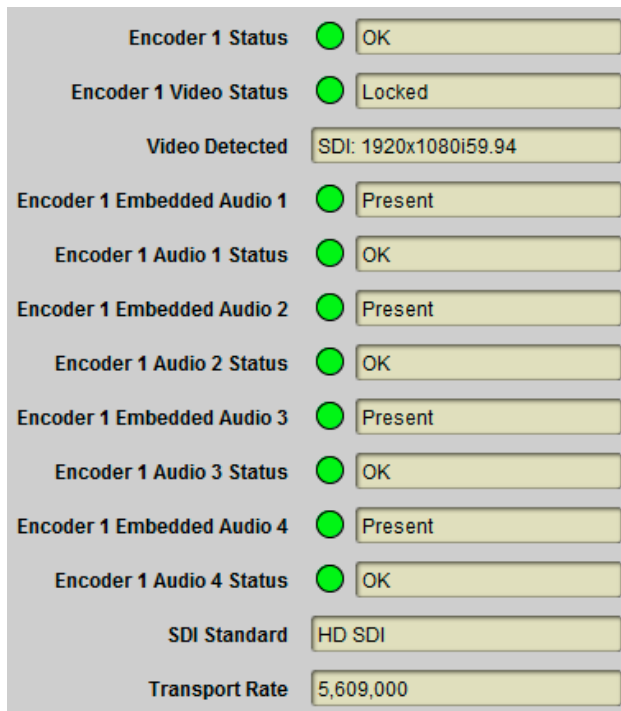 Encoder 1 Status OK
Encoder 1 Video Status Locked
Video Detected SDI: 1920x1080i59.94
Encoder 1 Embedded Audio 1 Present
Encoder 1 Audio 1 Status OK
Encoder 1 Embedded Audio 2 Present
Encoder 1 Audio 2 Status OK
Encoder 1 Embedded Audio 3 Present
Encoder 1 Audio 3 Status OK
Encoder 1 Embedded Audio 4 Present
Encoder 1 Audio 4 Status OK
SDI Standard HD SDI
Transport Rate 5,609,000